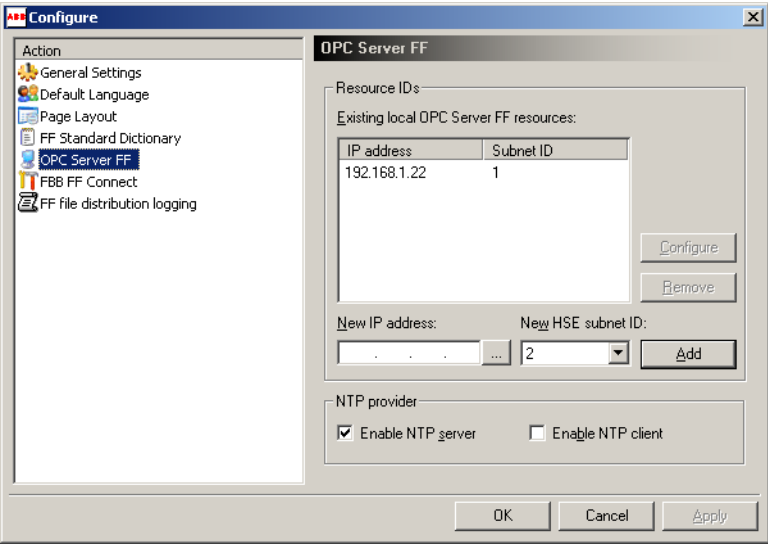 ABB Configure
Action
General Settings
Default Language
Page Layout
FF Standard Dictionary
OPC Server FF
FBB FF Connect
FF file distribution logging
OPC Server FF
Resource IDs
Existing local OPC Server FF resources:
IP address Subnet ID
192.168.1.22 1
Configure
Remove
New IP address: New HSE subnet ID:
. . . ... 2 Add
NTP provider
Enable NTP server Enable NTP client
OK Cancel Apply